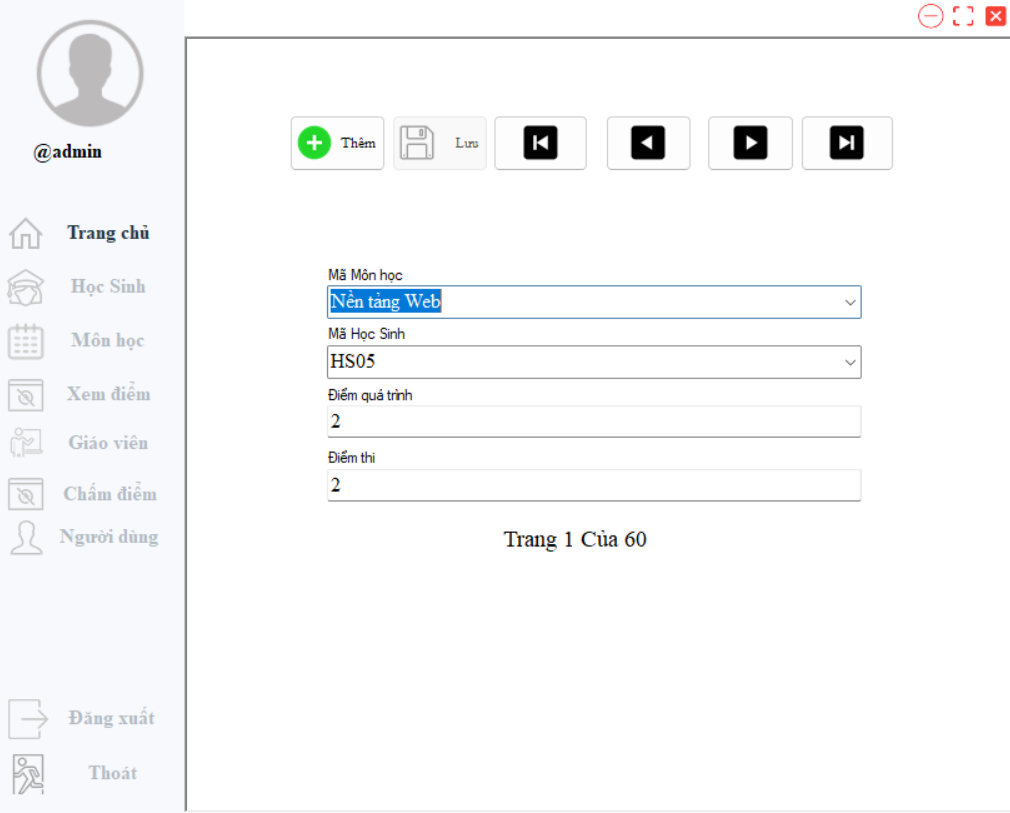 @admin
Trang chủ
Học Sinh
Môn học
Xem điểm
Giáo viên
Chấm điểm
Người dùng
Đăng xuất
Thoát
Thêm
Lưu
Mã Môn học
Nền tảng Web
Mã Học Sinh
HS05
Điểm quá trình
2
Điểm thi
2
Trang 1 Của 60